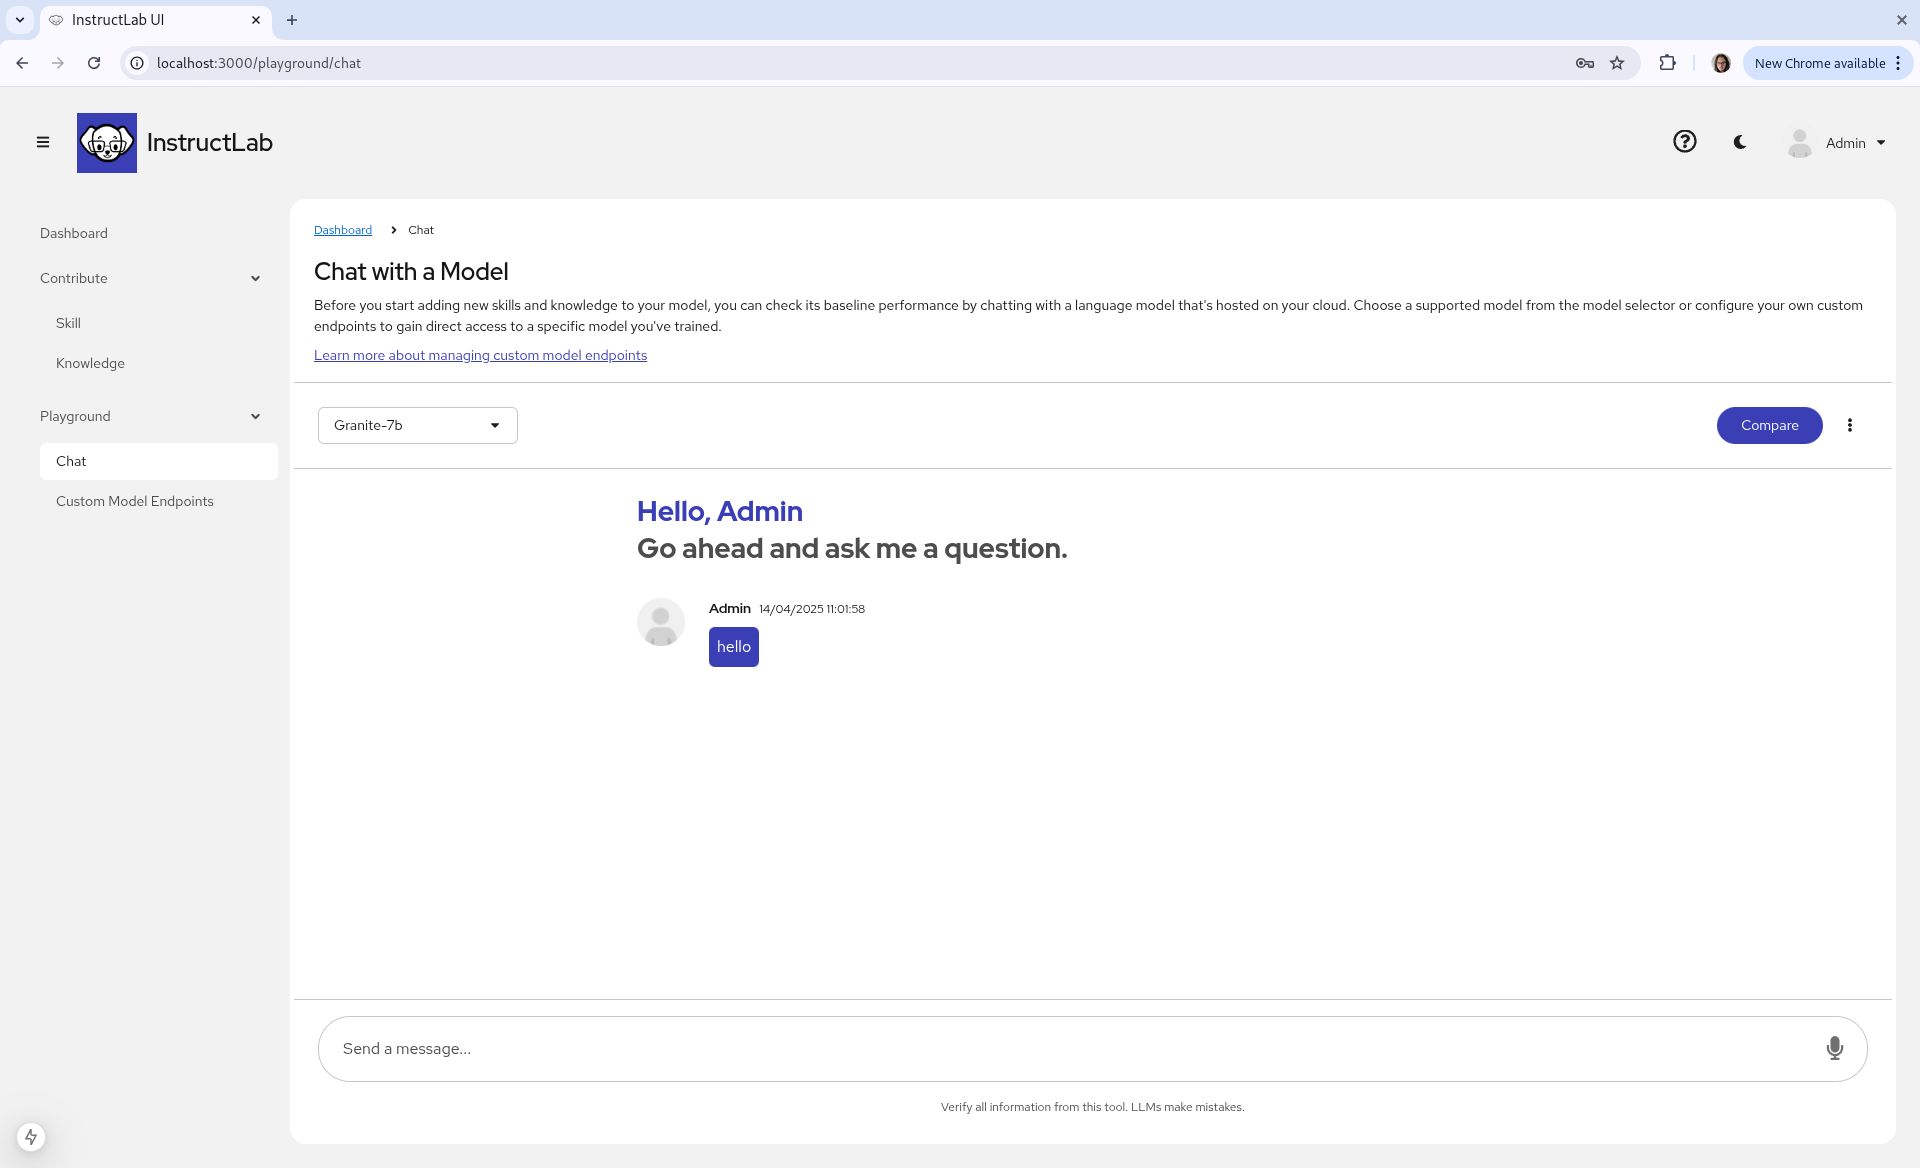 InstructLab UI
localhost:3000/playground/chat
New Chrome available
InstructLab
Admin
Dashboard
Contribute
Skill
Knowledge
Playground
Chat
Custom Model Endpoints
Dashboard Chat
Chat with a Model
Before you start adding new skills and knowledge to your model, you can check its baseline performance by chatting with a language model that's hosted on your cloud. Choose a supported model from the model selector or configure your own custom
endpoints to gain direct access to a specific model you've trained.
Learn more about managing custom model endpoints
Granite-7b
Compare
Hello, Admin
Go ahead and ask me a question.
Admin 14/04/2025 11:01:58
hello
Send a message...
Verify all information from this tool. LLMs make mistakes.